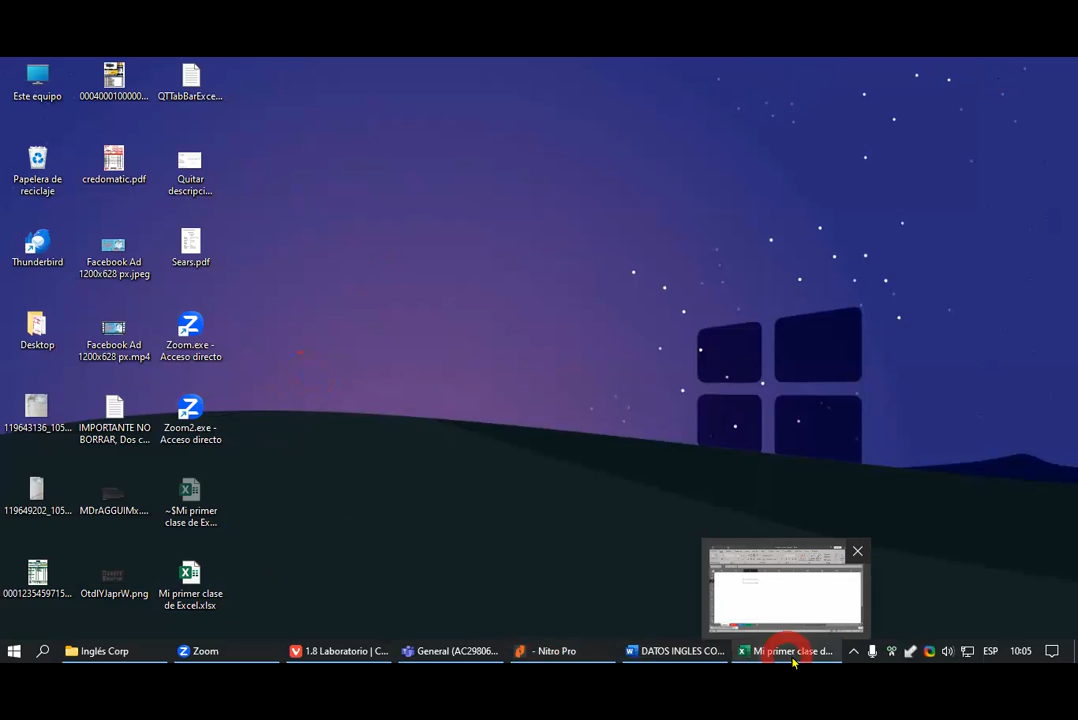 Este equipo
0004000100000...
QTTabBarExce...
Papelera de
reciclaje
credomatic.pdf
Quitar
descripci...
Thunderbird
Facebook Ad
1200x628 px.jpeg
Sears.pdf
Desktop
Facebook Ad
1200x628 px.mp4
Zoom.exe -
Acceso directo
119643136_105...
IMPORTANTE NO
BORRAR, Dos c...
Zoom2.exe -
Acceso directo
119649202_105...
MDrAGGUIMx....
~$Mi primer
clase de Ex...
0001235459715...
OtdIYJaprW.png
Mi primer clase
de Excel.xlsx
Inglés Corp
Zoom
1.8 Laboratorio | C...
General (AC29806...
- Nitro Pro
DATOS INGLES CO...
Mi primer clase d...
ESP
10:05